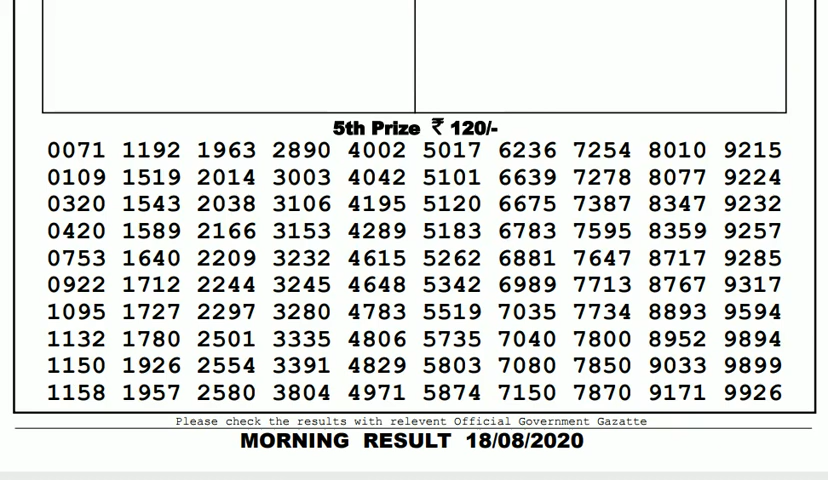 5th Prize ₹ 120/-
0071 1192 1963 2890 4002 5017 6236 7254 8010 9215
0109 1519 2014 3003 4042 5101 6639 7278 8077 9224
0320 1543 2038 3106 4195 5120 6675 7387 8347 9232
0420 1589 2166 3153 4289 5183 6783 7595 8359 9257
0753 1640 2209 3232 4615 5262 6881 7647 8717 9285
0922 1712 2244 3245 4648 5342 6989 7713 8767 9317
1095 1727 2297 3280 4783 5519 7035 7734 8893 9594
1132 1780 2501 3335 4806 5735 7040 7800 8952 9894
1150 1926 2554 3391 4829 5803 7080 7850 9033 9899
1158 1957 2580 3804 4971 5874 7150 7870 9171 9926
Please check the results with relevent Official Government Gazatte
MORNING RESULT 18/08/2020